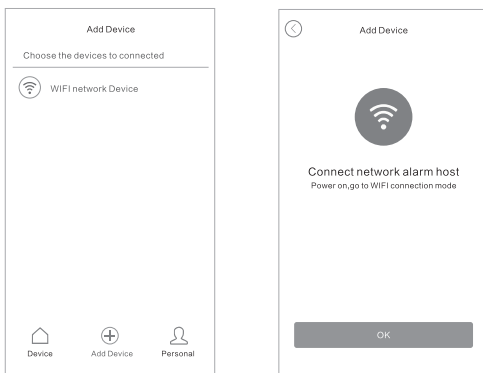 Add Device
Choose the devices to connected
WIFI network Device
Device
Add Device
Personal
Add Device
Connect network alarm host
Power on,go to WIFI connection mode
OK